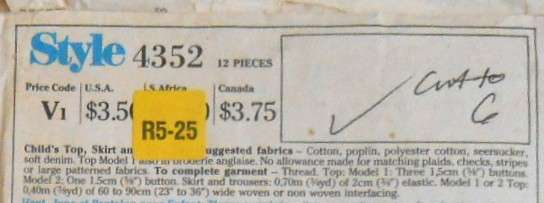 Style 4352 12 PIECES
cut to
6
Price Code U.S.A. S.Africa Canada
V1 $3.50 R5-25 $3.75
Child's Top, Skirt an uggested fabrics – Cotton, poplin, polyester cotton, seersucker,
soft denim. Top Model 1 also in broderie anglaise. No allowance made for matching plaids, checks, stripes
or large patterned fabrics. To complete garment – Thread. Top: Model 1: Three 1,5cm (⅝") buttons.
Model 2: One 1.5cm (⅝") button. Skirt and trousers: 0,70m (¾yd) of 2cm (¾") elastic. Model 1 or 2 Top:
0,40m (⅜yd) of 60 to 90cm (23" to 36") wide woven or non woven interfacing.